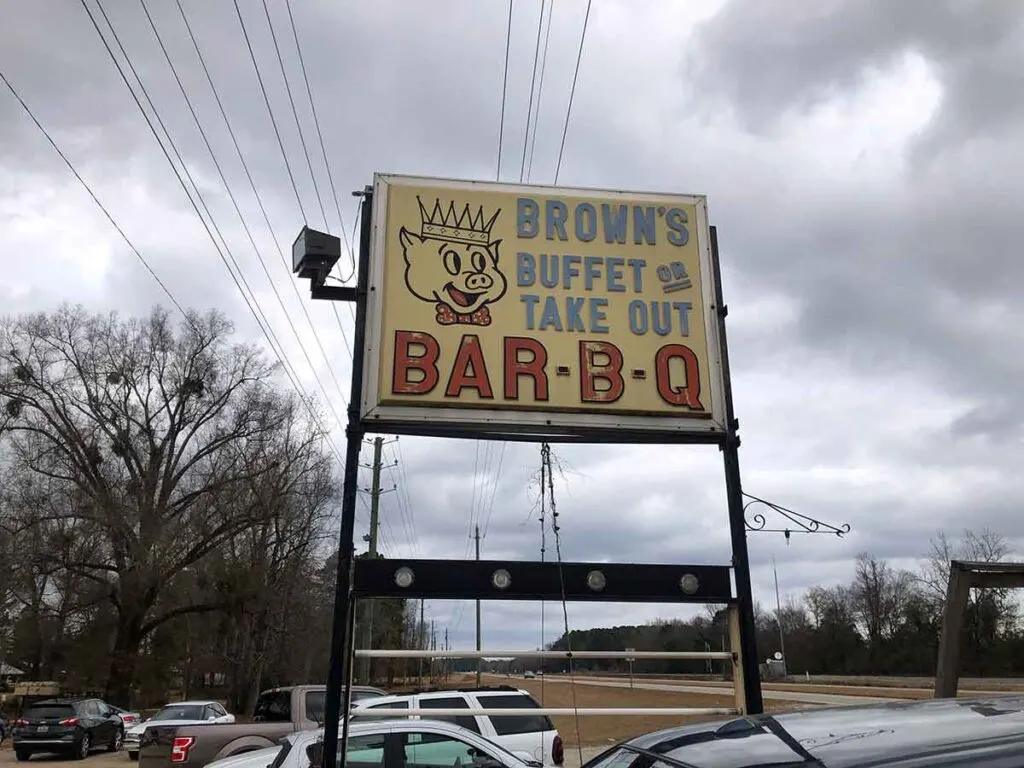 BROWN'S
BUFFET OR
TAKE OUT
BAR-B-Q